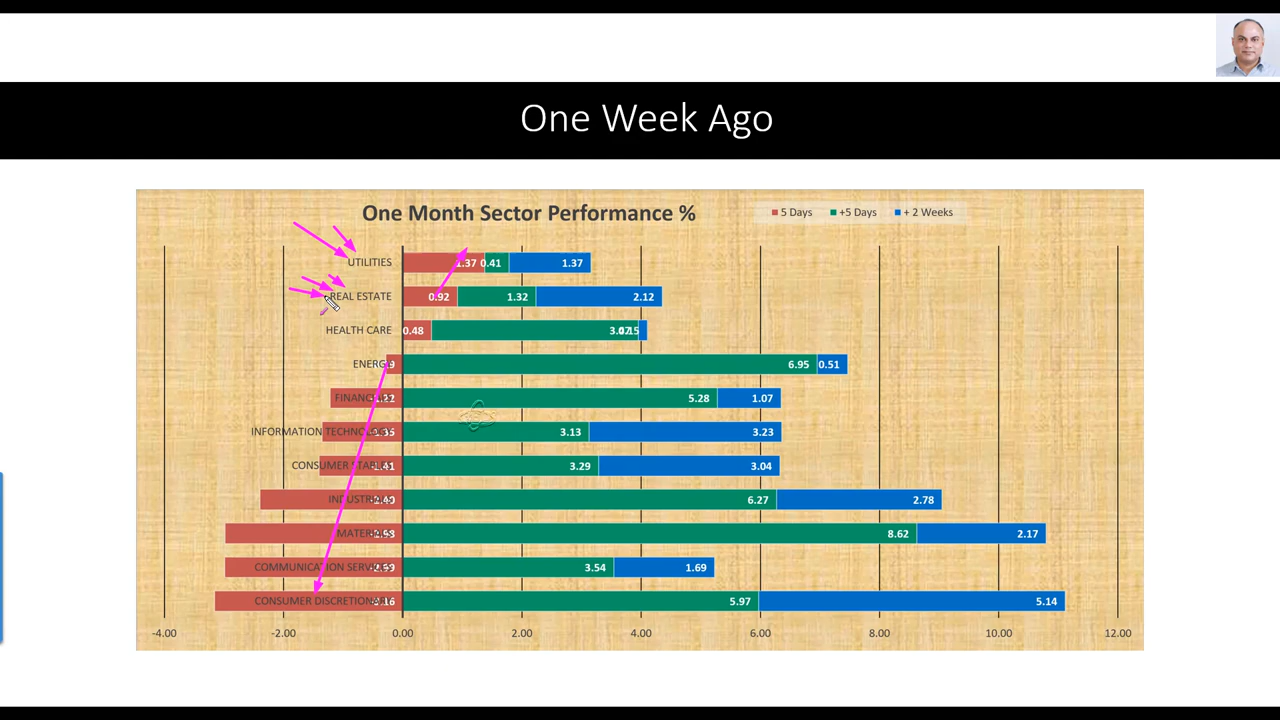 One Week Ago
One Month Sector Performance %
5 Days +5 Days + 2 Weeks
UTILITIES 1.37 0.41 1.37
REAL ESTATE 0.92 1.32 2.12
HEALTH CARE 0.48
ENERGY 6.95 0.51
5.28 1.07
INFORMATION 3.13 3.23
CONSUMER 3.29 3.04
6.27 2.78
8.62 2.17
COMMUNICATION 3.54 1.69
CONSUMER DISCRETIONARY 5.97 5.14
-4.00 -2.00 0.00 2.00 4.00 6.00 8.00 10.00 12.00